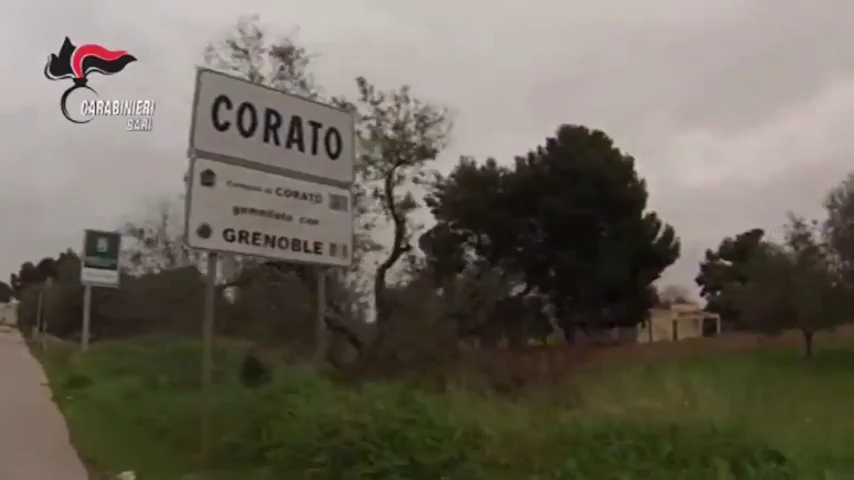 CARABINIERI
BARI
CORATO
Comune di CORATO
gemellato con
GRENOBLE